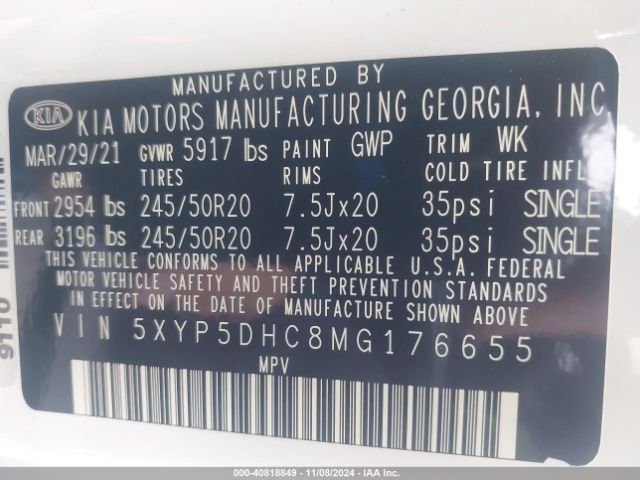 MANUFACTURED BY
KIA KIA MOTORS MANUFACTURING GEORGIA, INC
MAR/29/21 GVWR 5917 lbs PAINT GWP TRIM WK
GAWR TIRES RIMS COLD TIRE INFL
FRONT 2954 lbs 245/50R20 7.5Jx20 35psi SINGLE
REAR 3196 lbs 245/50R20 7.5Jx20 35psi SINGLE
THIS VEHICLE CONFORMS TO ALL APPLICABLE U.S.A. FEDERAL
MOTOR VEHICLE SAFETY AND THEFT PREVENTION STANDARDS
IN EFFECT ON THE DATE OF MANUFACTURE SHOWN ABOVE.
VIN 5XYP5DHC8MG176655
MPV
9110
000-40818849 - 11/08/2024 - IAA Inc.